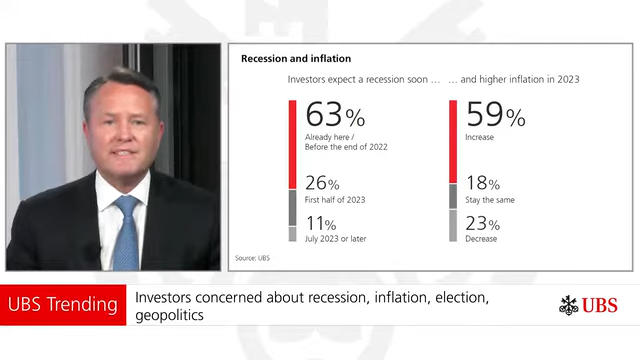 Recession and inflation
Investors expect a recession soon … … and higher inflation in 2023
63%
Already here /
Before the end of 2022
26%
First half of 2023
11%
July 2023 or later
59%
Increase
18%
Stay the same
23%
Decrease
Source: UBS
UBS Trending
Investors concerned about recession, inflation, election,
geopolitics
UBS